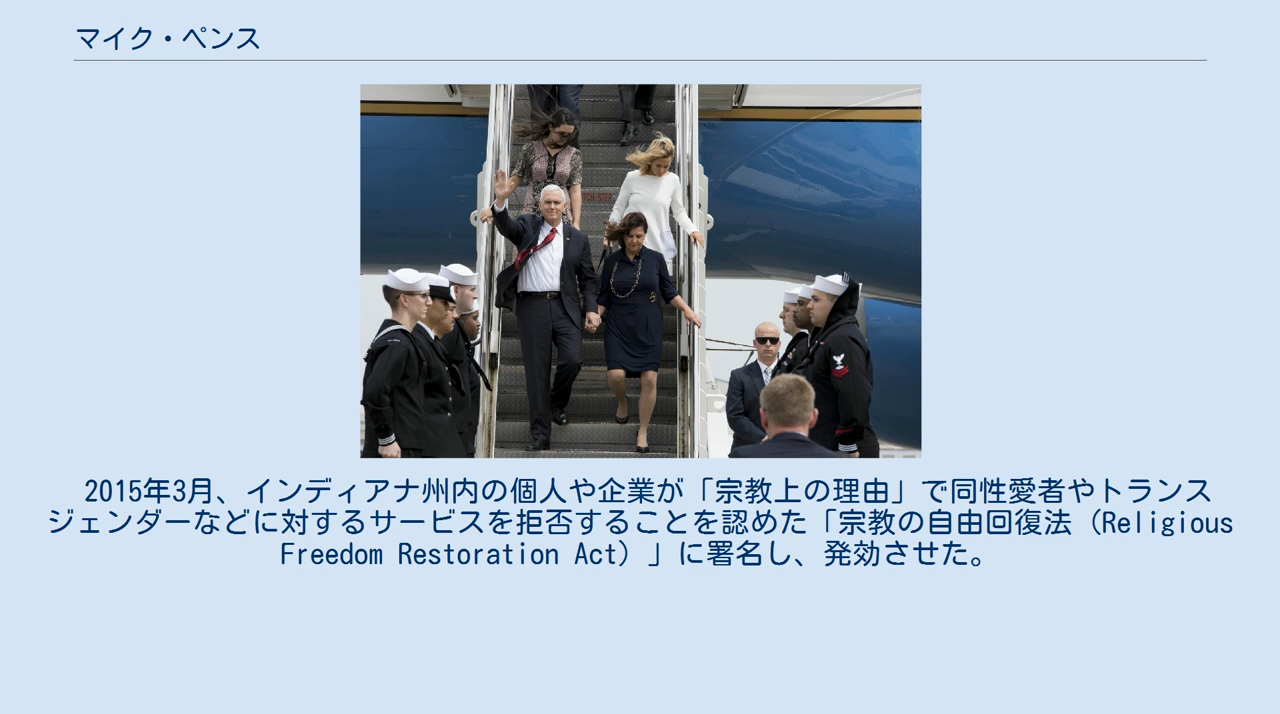 マイク・ペンス
CH STEP
2015年3月、インディアナ州内の個人や企業が「宗教上の理由」で同性愛者やトランス
ジェンダーなどに対するサービスを拒否することを認めた「宗教の自由回復法（Religious
Freedom Restoration Act）」に署名し、発効させた。